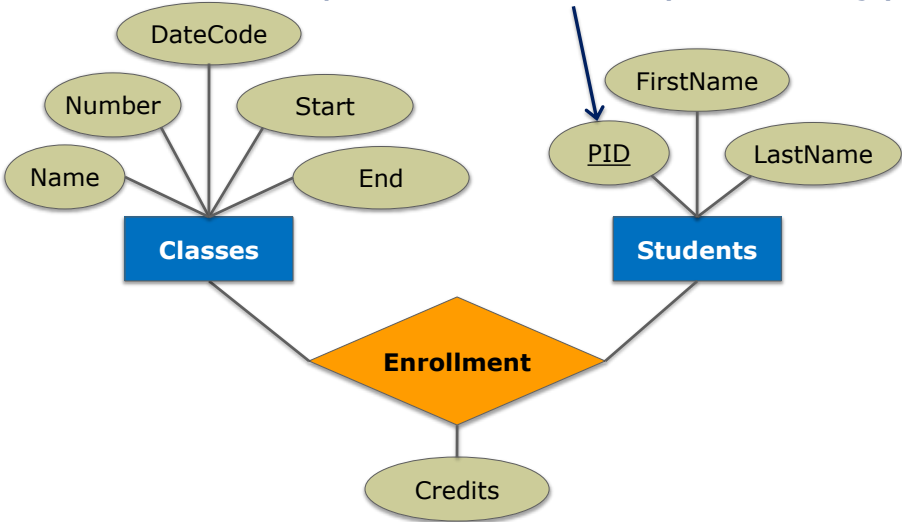 DateCode
FirstName
Number
Start
PID
LastName
Name
End
Classes
Students
Enrollment
Credits